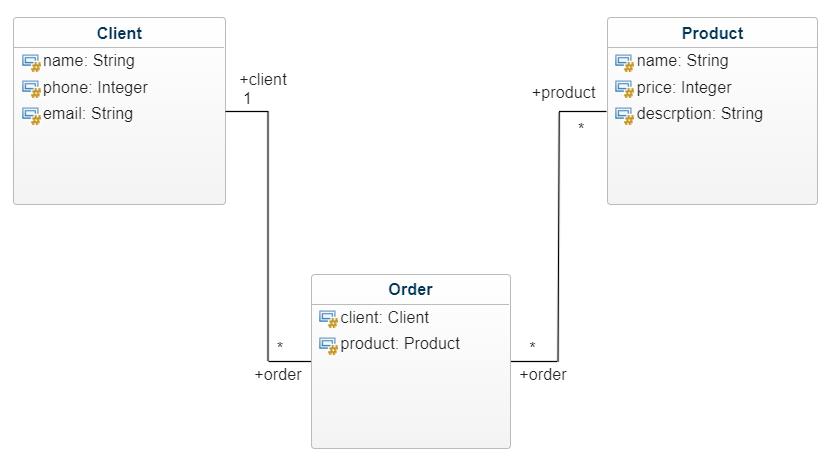 Client
name: String
phone: Integer
email: String
+client
1
+product
*
Product
name: String
price: Integer
descrption: String
Order
client: Client
product: Product
*
+order
*
+order